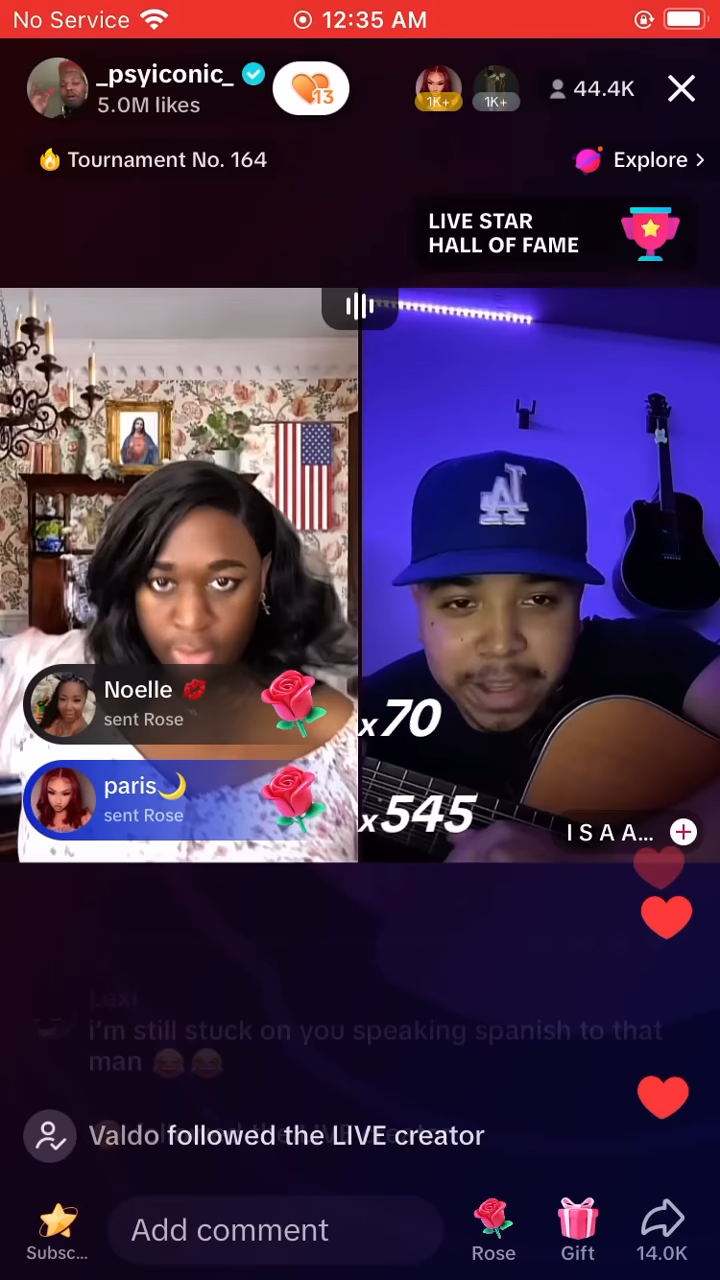 No Service
12:35 AM
_psyiconic_
5.0M likes
13
1K+
1K+
44.4K
Tournament No. 164
Explore >
LIVE STAR
HALL OF FAME
LA
Noelle 💋
sent Rose
x70
paris🌙
sent Rose
x545
I S A A...
Lexi
i'm still stuck on you speaking spanish to that
man 😂😂
Valdo followed the LIVE creator
Subsc...
Add comment
Rose
Gift
14.0K